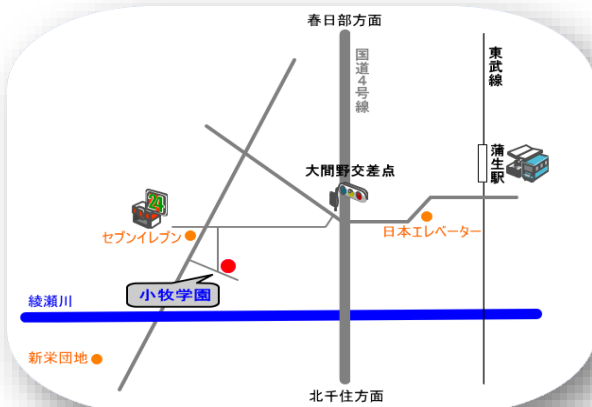 春日部方面
国道4号線
東武線
蒲生駅
大間野交差点
24
セブンイレブン
日本エレベーター
小牧学園
綾瀬川
新栄団地
北千住方面